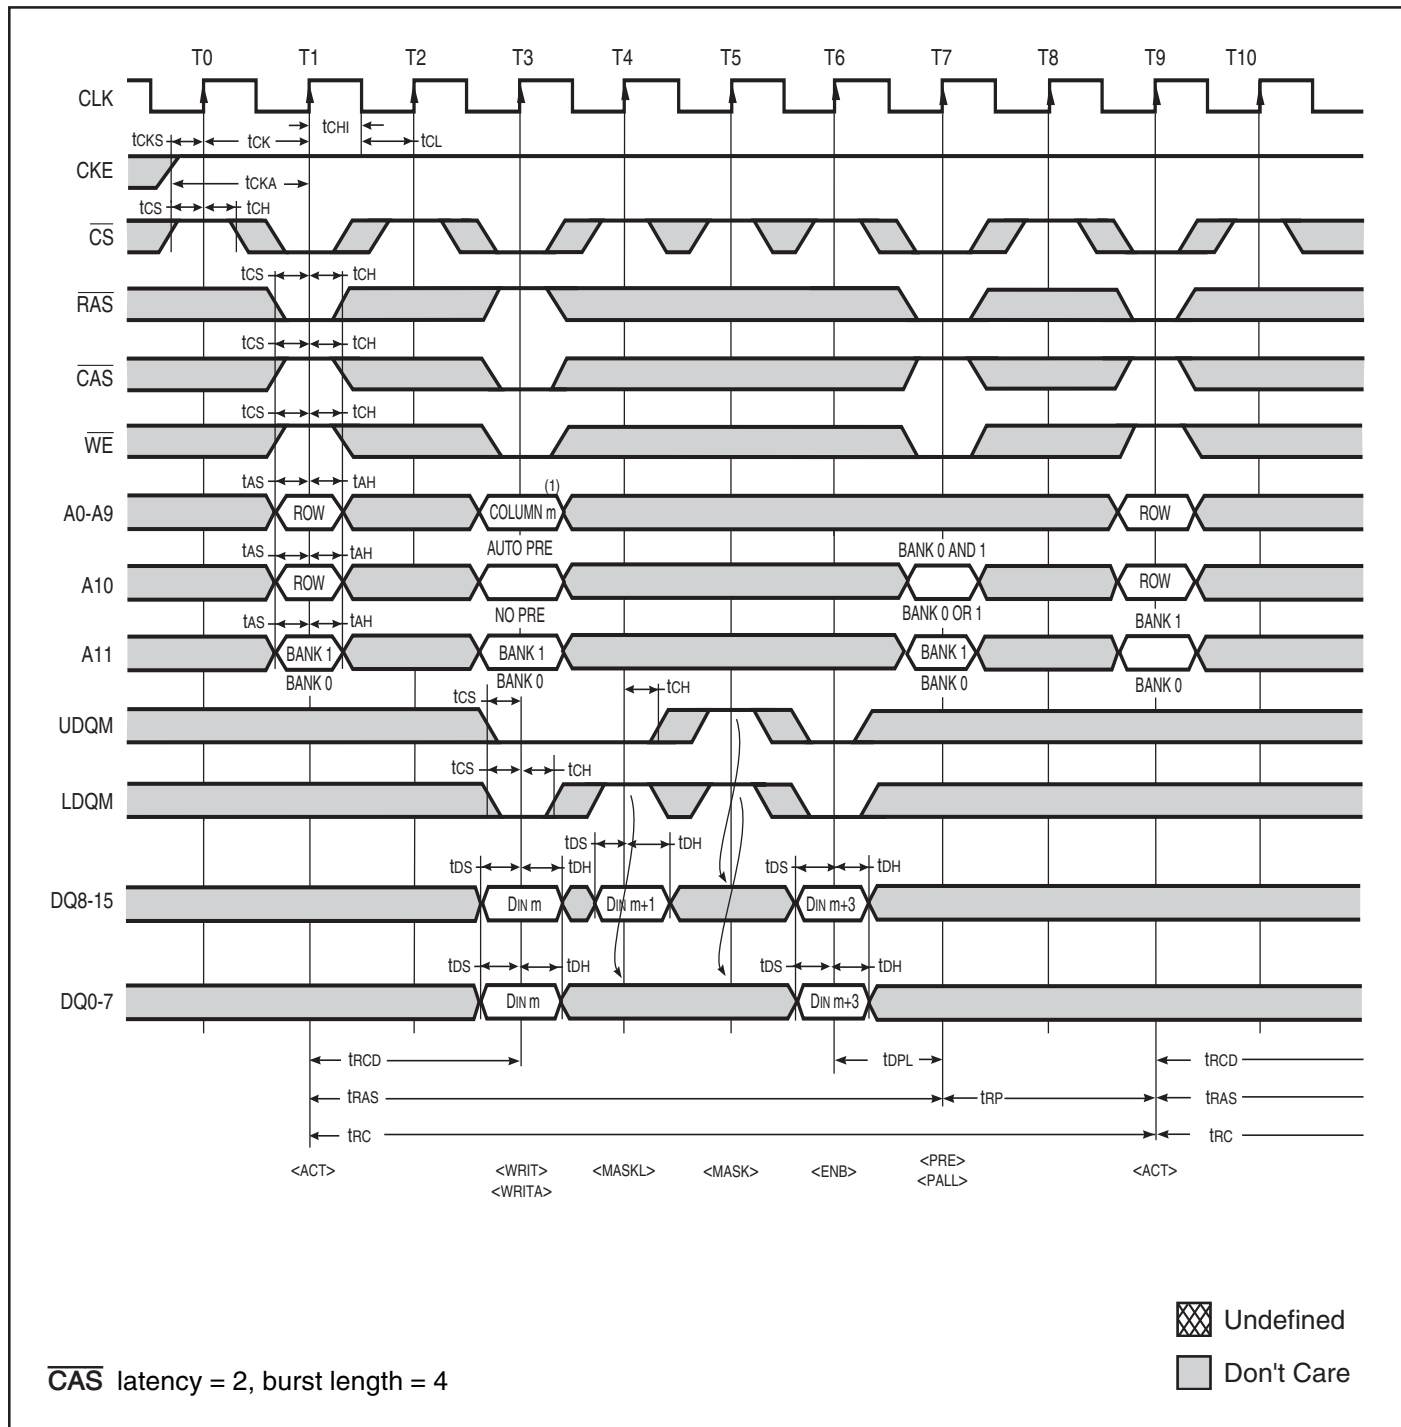 T0 T1 T2 T3 T4 T5 T6 T7 T8 T9 T10
CLK
tCHI
tCKS tCK tCL
CKE
tCKA
tCS tCH
CS
tCS tCH
RAS
tCS tCH
CAS
tCS tCH
WE
tAS tAH (1)
A0-A9 ROW COLUMN m ROW
tAS tAH AUTO PRE BANK 0 AND 1
A10 ROW ROW
tAS tAH NO PRE BANK 0 OR 1 BANK 1
A11 BANK 1 BANK 1 BANK 1
BANK 0 BANK 0 BANK 0 BANK 0
tCS tCH
UDQM
tCS tCH
LDQM
tDS tDH
tDS tDH tDS tDH
DQ8-15 DIN m DIN m+1 DIN m+3
tDS tDH tDS tDH
DQ0-7 DIN m DIN m+3
tRCD tDPL tRCD
tRAS tRP tRAS
tRC tRC
<ACT> <WRIT> <MASKL> <MASK> <ENB> <PRE> <ACT>
<WRITA> <PALL>
Undefined
Don't Care
CAS latency = 2, burst length = 4